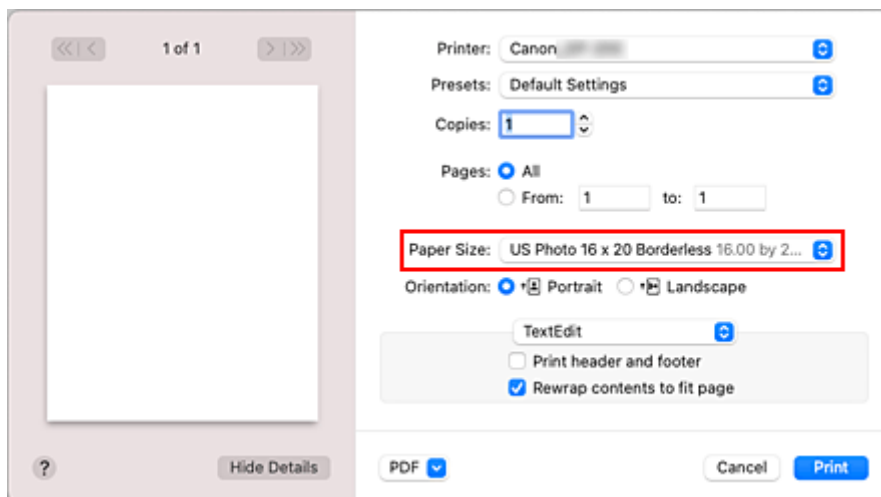 1 of 1
Printer: Canon
Presets: Default Settings
Copies: 1
Pages: All
From: 1 to: 1
Paper Size: US Photo 16 x 20 Borderless 16.00 by 2...
Orientation: Portrait Landscape
TextEdit
Print header and footer
Rewrap contents to fit page
? Hide Details PDF Cancel Print